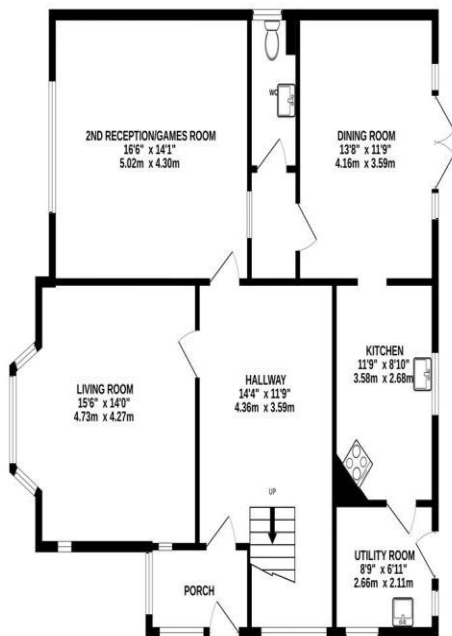 2ND RECEPTION/GAMES ROOM
16'6" x 14'1"
5.02m x 4.30m
WC
DINING ROOM
13'8" x 11'9"
4.16m x 3.59m
LIVING ROOM
15'6" x 14'0"
4.73m x 4.27m
HALLWAY
14'4" x 11'9"
4.36m x 3.59m
KITCHEN
11'9" x 8'10"
3.58m x 2.68m
UP
PORCH
UTILITY ROOM
8'9" x 6'11"
2.66m x 2.11m